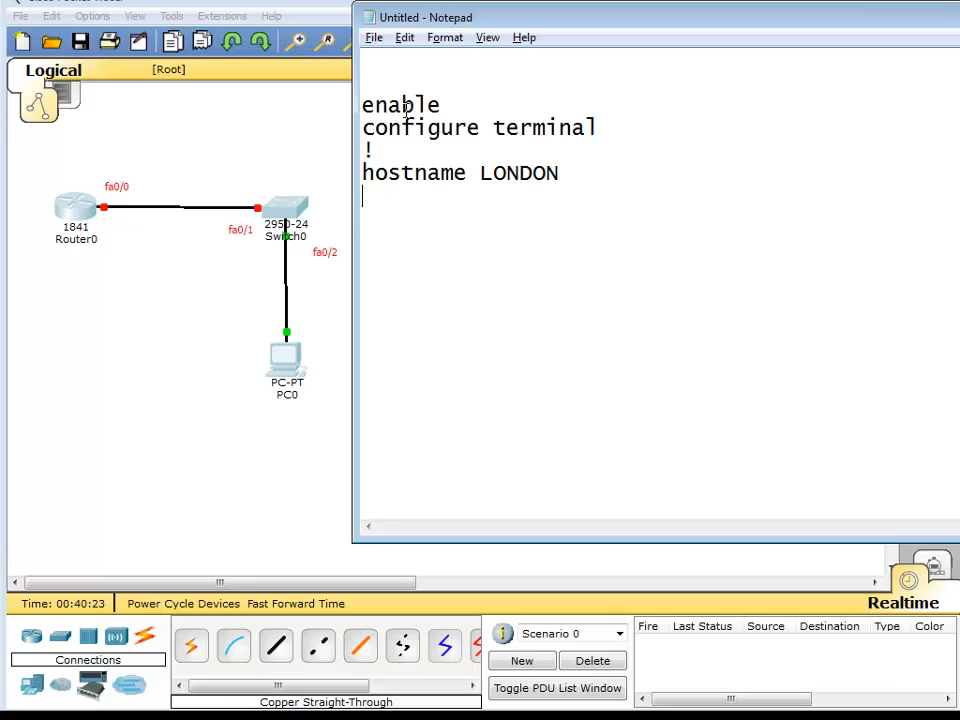 File Edit Options View Tools Extensions Help
Untitled - Notepad
File Edit Format View Help
Logical
[Root]
enable
configure terminal
!
hostname LONDON
fa0/0
1841
Router0
fa0/1
2950-24
Switch0
fa0/2
PC-PT
PC0
Time: 00:40:23
Power Cycle Devices Fast Forward Time
Realtime
Connections
Copper Straight-Through
Scenario 0
New
Delete
Toggle PDU List Window
Fire Last Status Source Destination Type Color